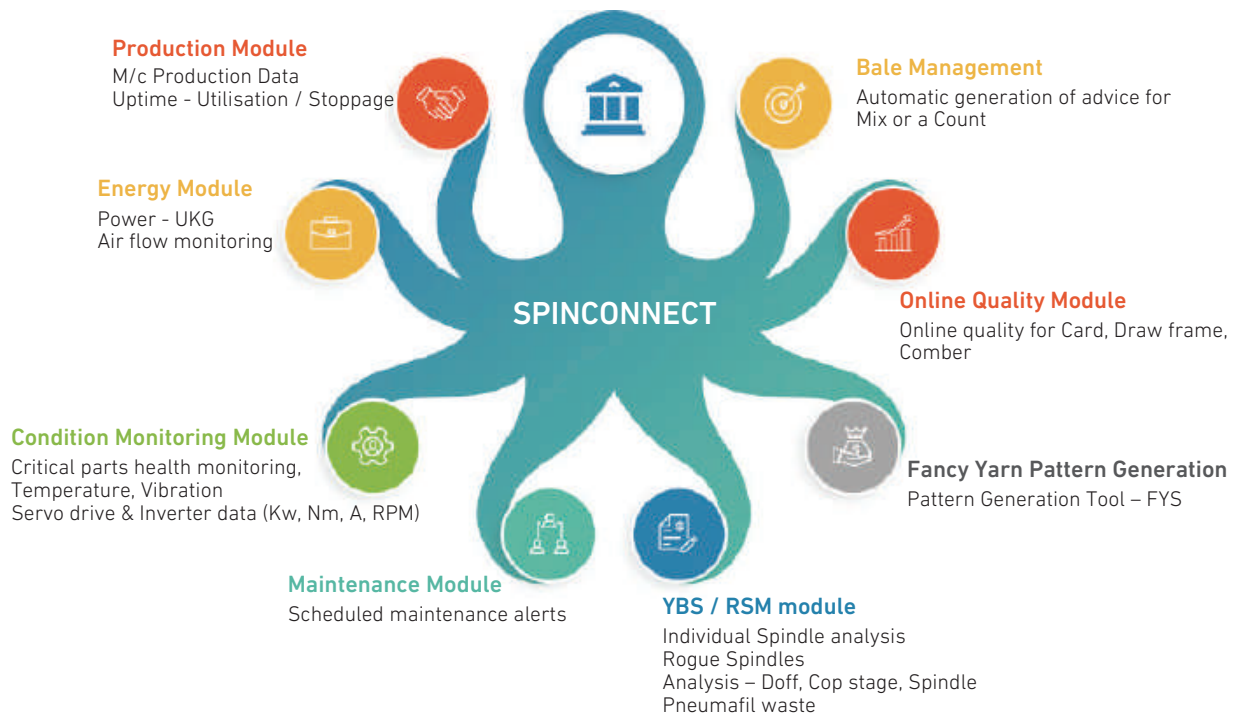 Production Module
M/c Production Data
Uptime - Utilisation / Stoppage
Bale Management
Automatic generation of advice for
Mix or a Count
Energy Module
Power - UKG
Air flow monitoring
SPINCONNECT
Online Quality Module
Online quality for Card, Draw frame,
Comber
Condition Monitoring Module
Critical parts health monitoring,
Temperature, Vibration
Servo drive & Inverter data (Kw, Nm, A, RPM)
Fancy Yarn Pattern Generation
Pattern Generation Tool – FYS
Maintenance Module
Scheduled maintenance alerts
YBS / RSM module
Individual Spindle analysis
Rogue Spindles
Analysis – Doff, Cop stage, Spindle
Pneumafil waste